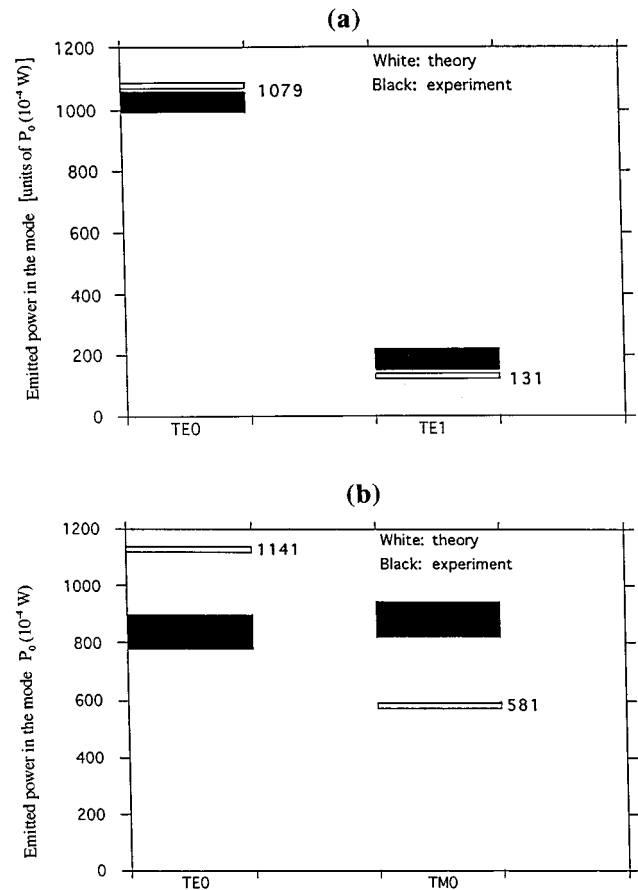 (a)
Emitted power in the mode [units of P₀ (10⁻⁴ W)]
1200
1000
800
600
400
200
0
White: theory
Black: experiment
1079
131
TE0
TE1
(b)
Emitted power in the mode P₀ (10⁻⁴ W)
1200
1000
800
600
400
200
0
White: theory
Black: experiment
1141
581
TE0
TM0